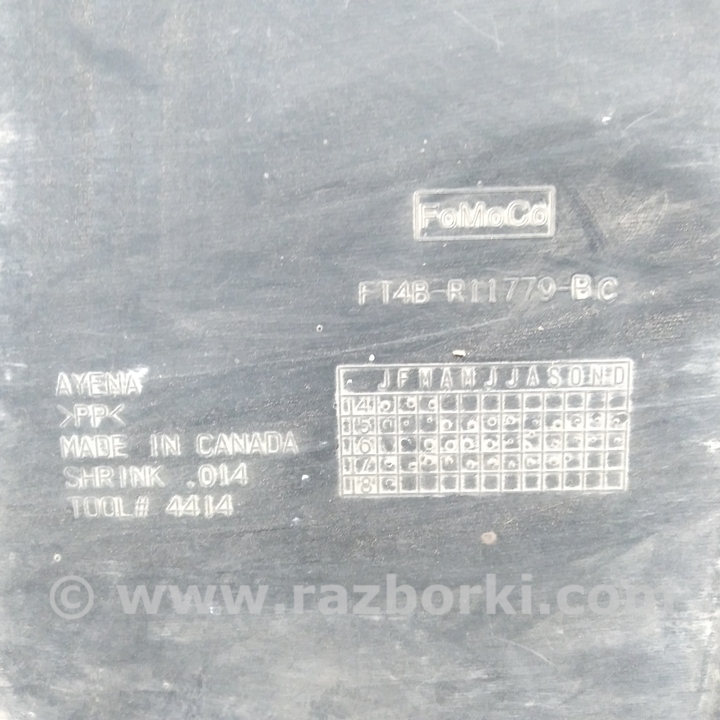 FoMoCo
FT4B-R11779-BC
AYENA
>PP<
MADE IN CANADA
SHRINK .014
TOOL# 4414
J F M A M J J A S O N D
14
15
16
17
18
© www.razborki.com